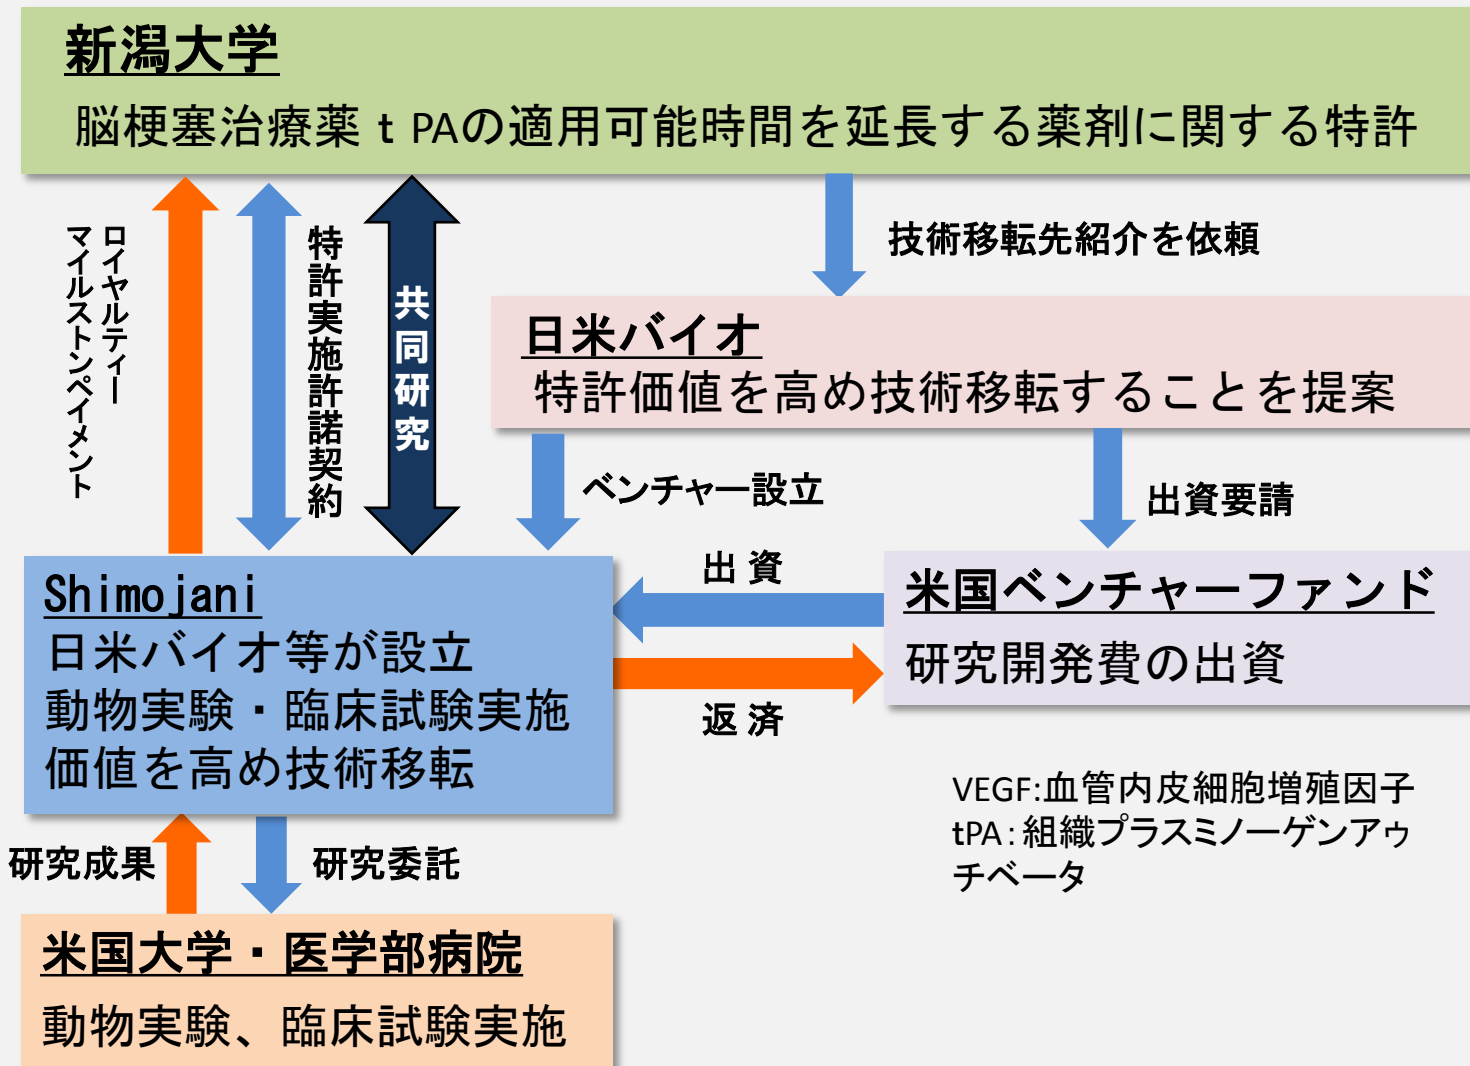 新潟大学
脳梗塞治療薬ｔPAの適用可能時間を延長する薬剤に関する特許
ロイヤルティー
マイルストンペイメント
特許実施許諾契約
共同研究
技術移転先紹介を依頼
日米バイオ
特許価値を高め技術移転することを提案
ベンチャー設立
出資要請
Shimojani
日米バイオ等が設立
動物実験・臨床試験実施
価値を高め技術移転
出 資
返 済
米国ベンチャーファンド
研究開発費の出資
VEGF:血管内皮細胞増殖因子
tPA：組織プラスミノーゲンアゥ
チベータ
研究成果
研究委託
米国大学・医学部病院
動物実験、臨床試験実施